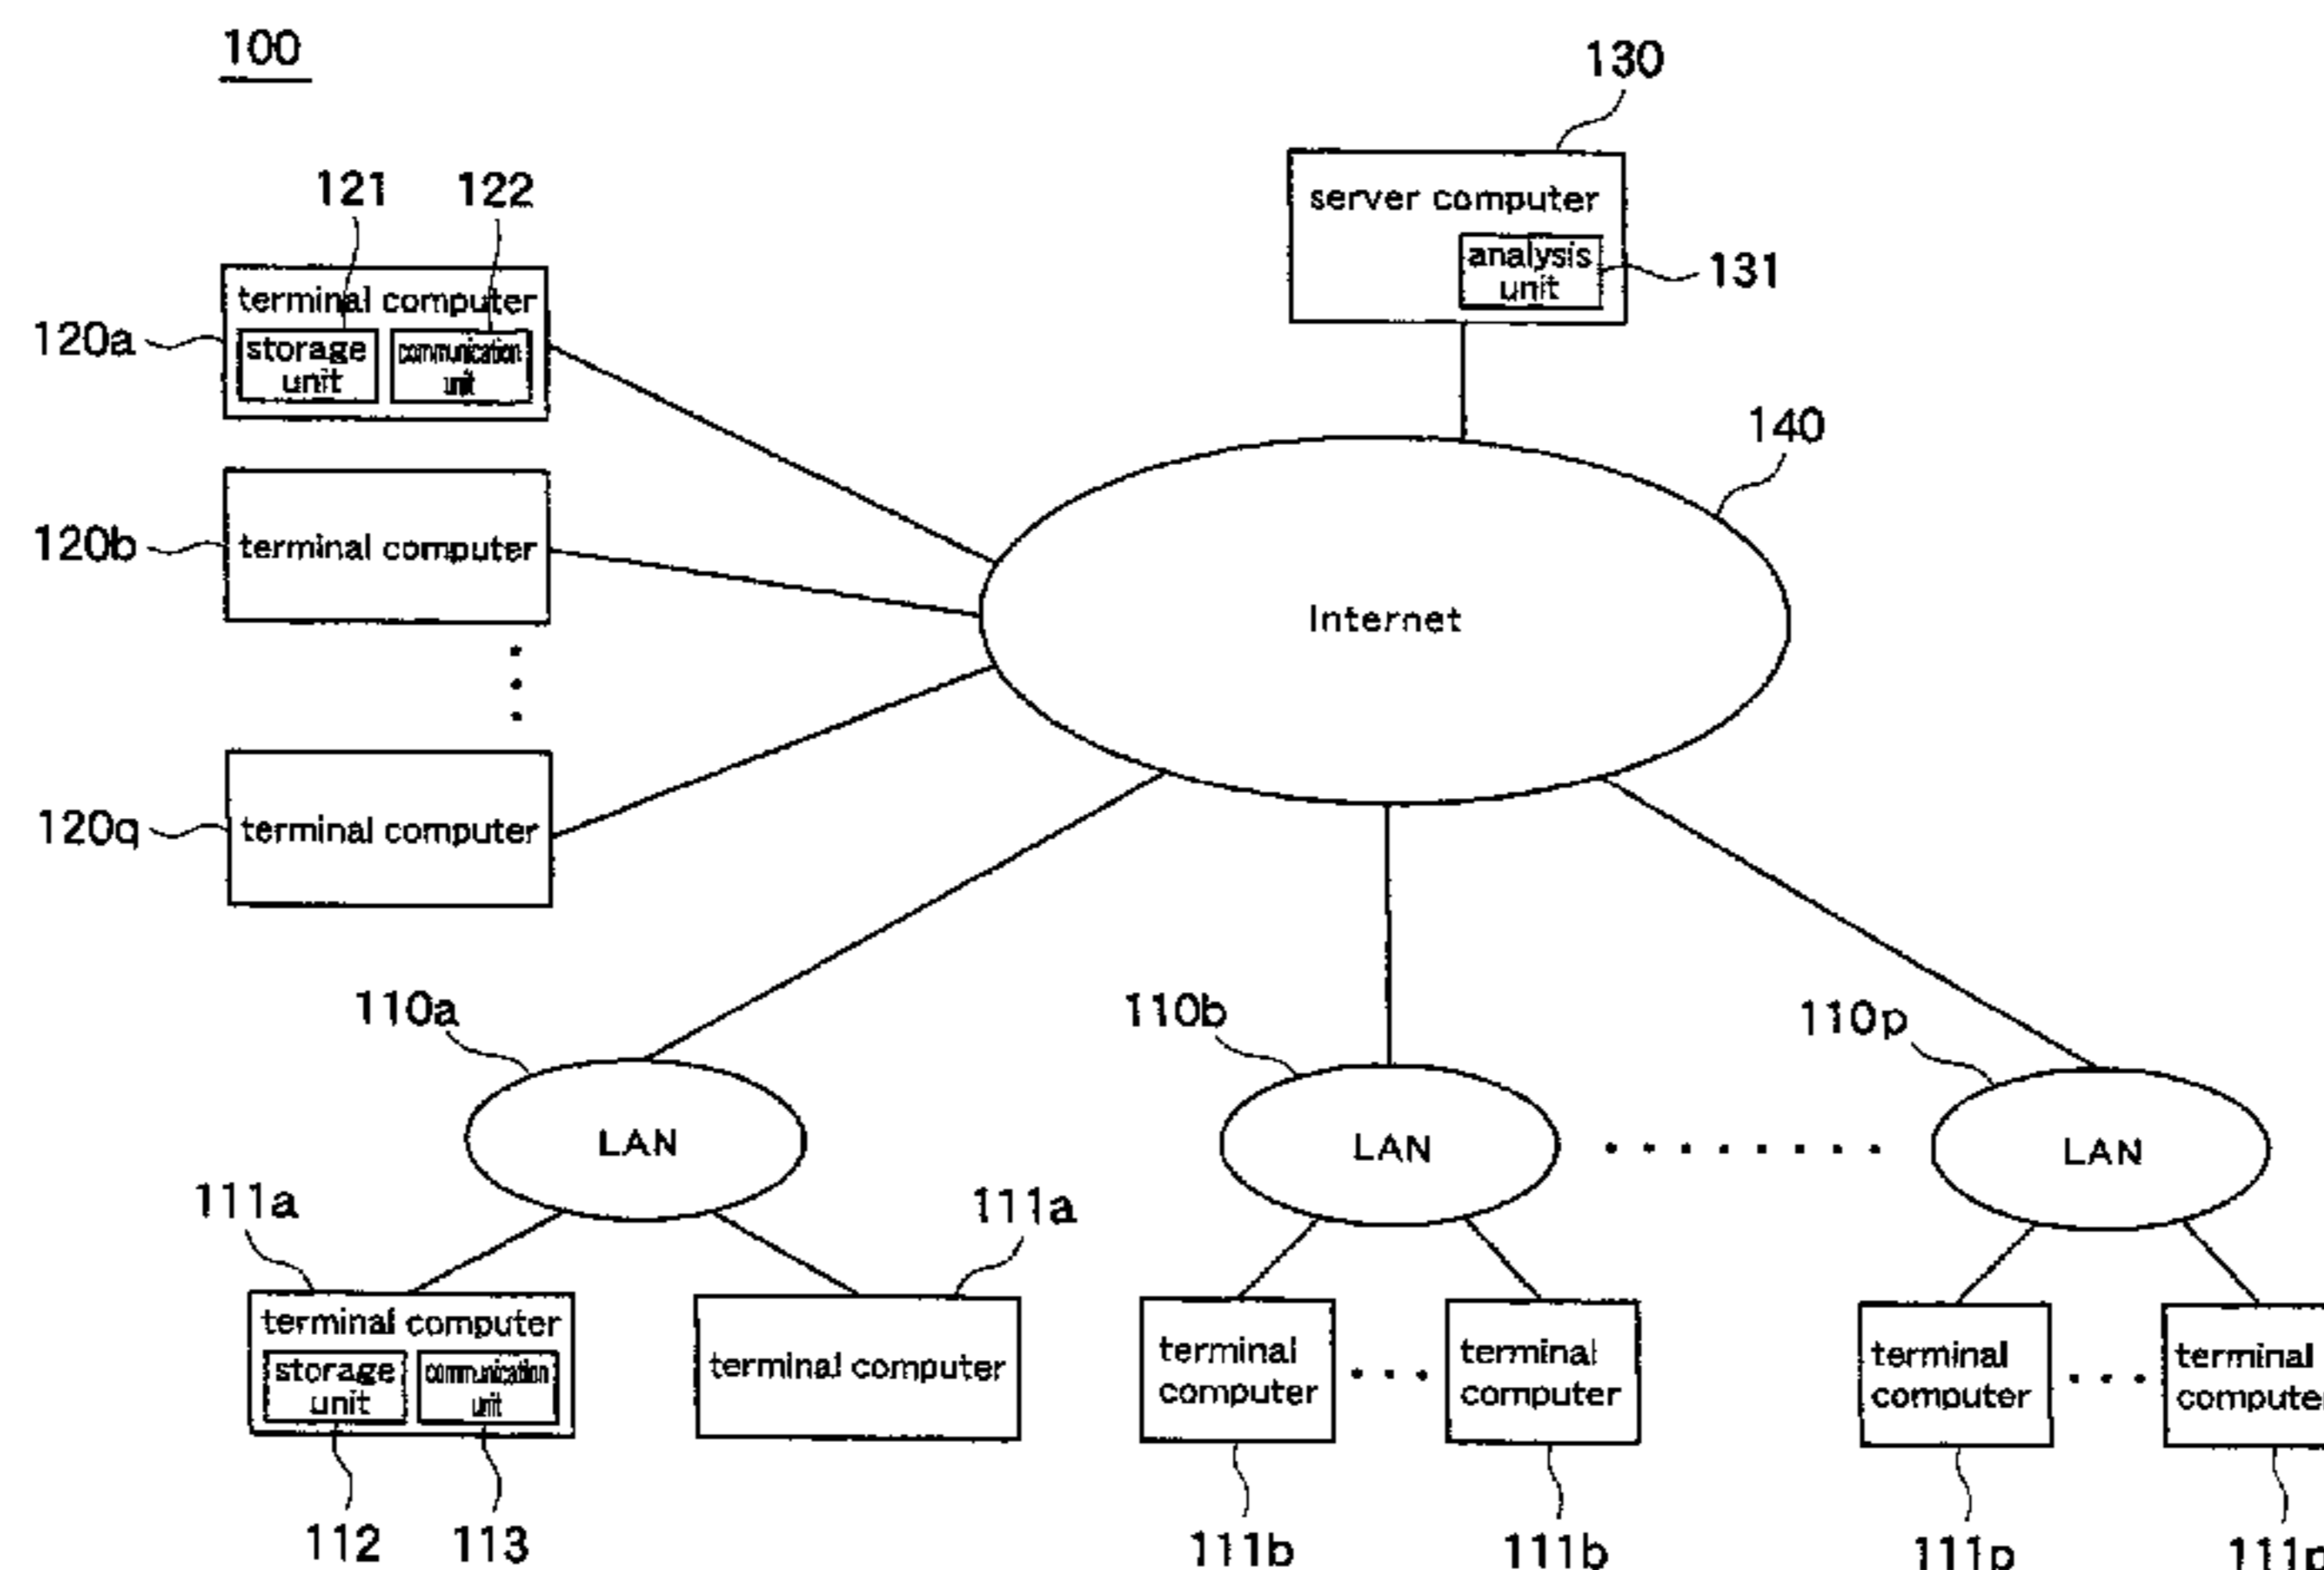 100
130
server computer
analysis
unit
131
121 122
terminal computer
storage
unit
communication
unit
120a
140
120b
terminal computer
Internet
120q
terminal computer
110a
110b
110p
LAN
LAN
LAN
111a
111a
terminal computer
storage
unit
communication
unit
terminal computer
terminal
computer
terminal
computer
terminal
computer
terminal
compute
112
113
111b
111b
111p
111p